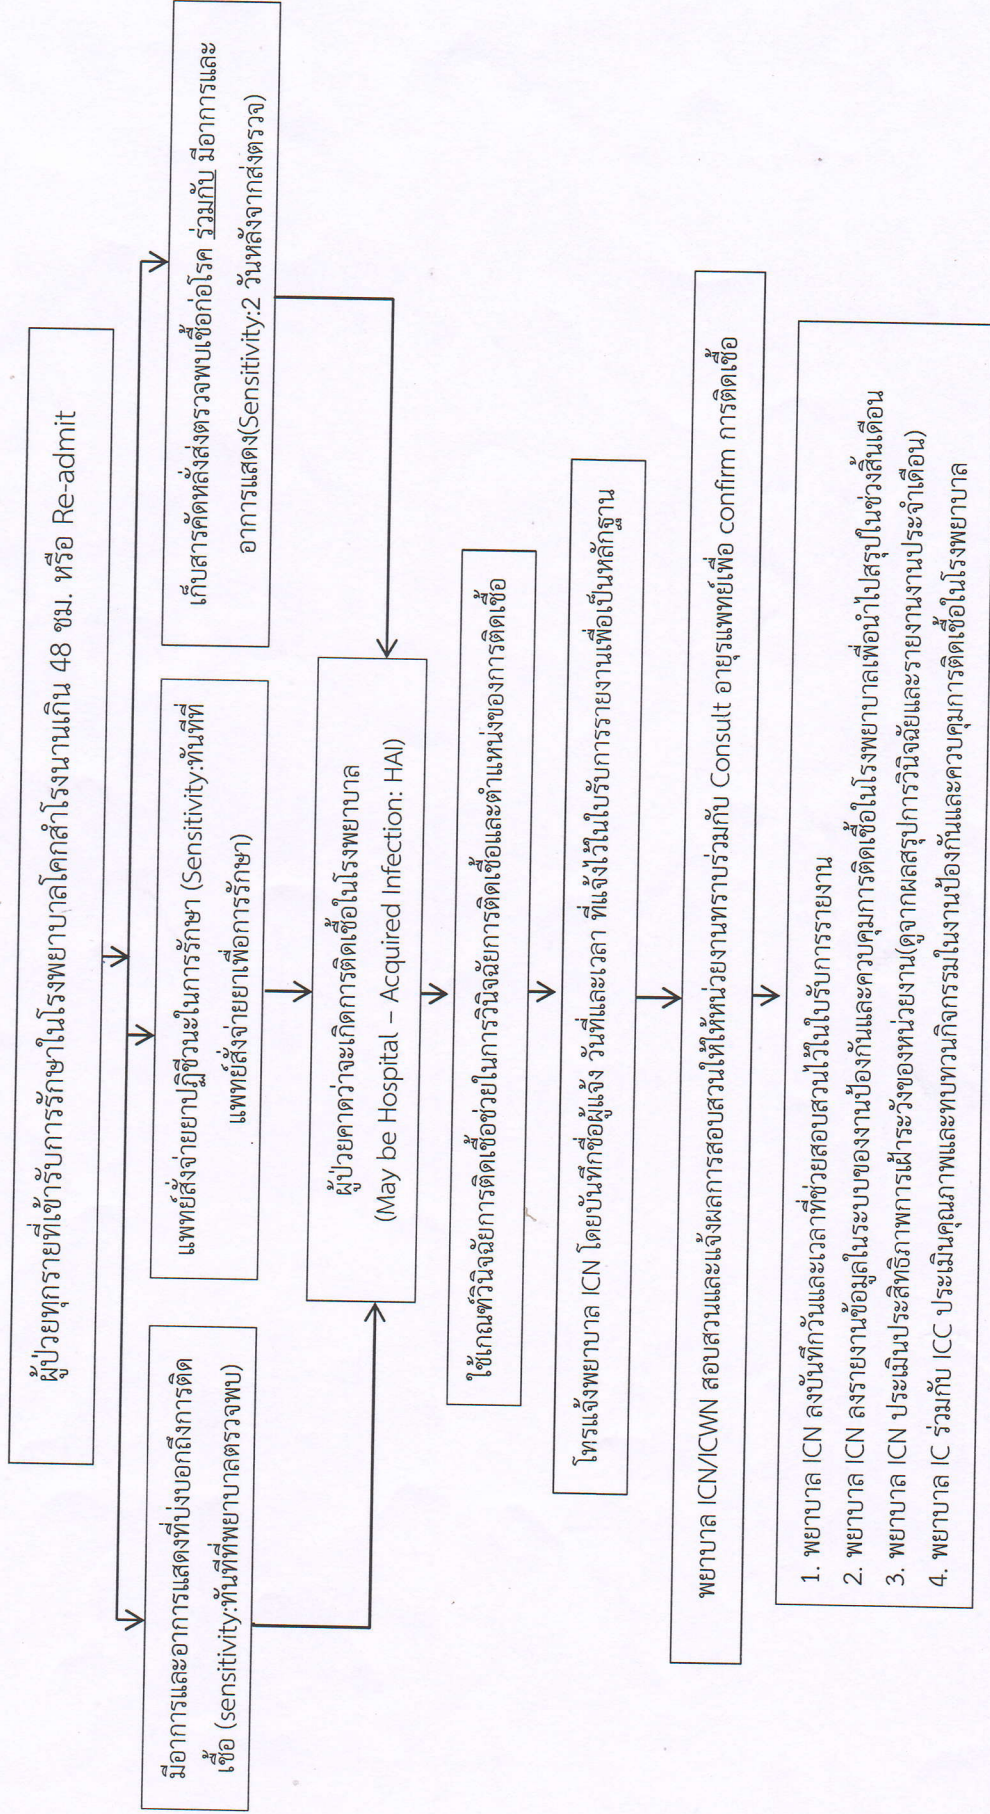 ผู้ป่วยทุกรายที่เข้ารับการรักษาในโรงพยาบาลโคกสำโรงนานเกิน 48 ชม. หรือ Re-admit
มีอาการและอาการแสดงที่บ่งบอกถึงการติด
เชื้อ (sensitivity:ทันทีที่พยาบาลตรวจพบ)
แพทย์สั่งจ่ายยาปฏิชีวนะในการรักษา (Sensitivity:ทันทีที่
แพทย์สั่งจ่ายยาเพื่อการรักษา)
เก็บสารคัดหลั่งส่งตรวจพบเชื้อก่อโรค ร่วมกับ มีอาการและ
อาการแสดง(Sensitivity:2 วันหลังจากส่งตรวจ)
ผู้ป่วยคาดว่าจะเกิดการติดเชื้อในโรงพยาบาล
(May be Hospital – Acquired Infection: HAI)
ใช้เกณฑ์วินิจฉัยการติดเชื้อช่วยในการวินิจฉัยการติดเชื้อและตำแหน่งของการติดเชื้อ
โทรแจ้งพยาบาล ICN โดยบันทึกชื่อผู้แจ้ง วันที่และเวลา ที่แจ้งไว้ในใบรับการรายงานเพื่อเป็นหลักฐาน
พยาบาล ICN/ICWN สอบสวนและแจ้งผลการสอบสวนให้ให้หน่วยงานทราบร่วมกับ Consult อายุรแพทย์เพื่อ confirm การติดเชื้อ
1. พยาบาล ICN ลงบันทึกวันและเวลาที่ช่วยสอบสวนไว้ในใบรับการรายงาน
2. พยาบาล ICN ลงรายงานข้อมูลในระบบของงานป้องกันและควบคุมการติดเชื้อในโรงพยาบาลเพื่อนำไปสรุปในช่วงสิ้นเดือน
3. พยาบาล ICN ประเมินประสิทธิภาพการเฝ้าระวังของหน่วยงาน(ดูจากผลสรุปการวินิจฉัยและรายงานงานประจำเดือน)
4. พยาบาล IC ร่วมกับ ICC ประเมินคุณภาพและทบทวนกิจกรรมในงานป้องกันและควบคุมการติดเชื้อในโรงพยาบาล